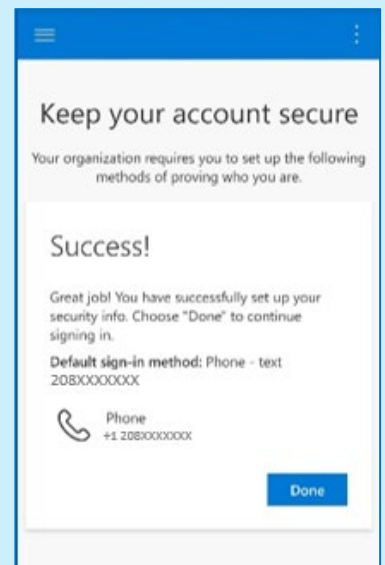 Keep your account secure
Your organization requires you to set up the following
methods of proving who you are.
Success!
Great job! You have successfully set up your
security info. Choose "Done" to continue
signing in.
Default sign-in method: Phone - text
208XXXXXXX
Phone
+1 208XXXXXXX
Done